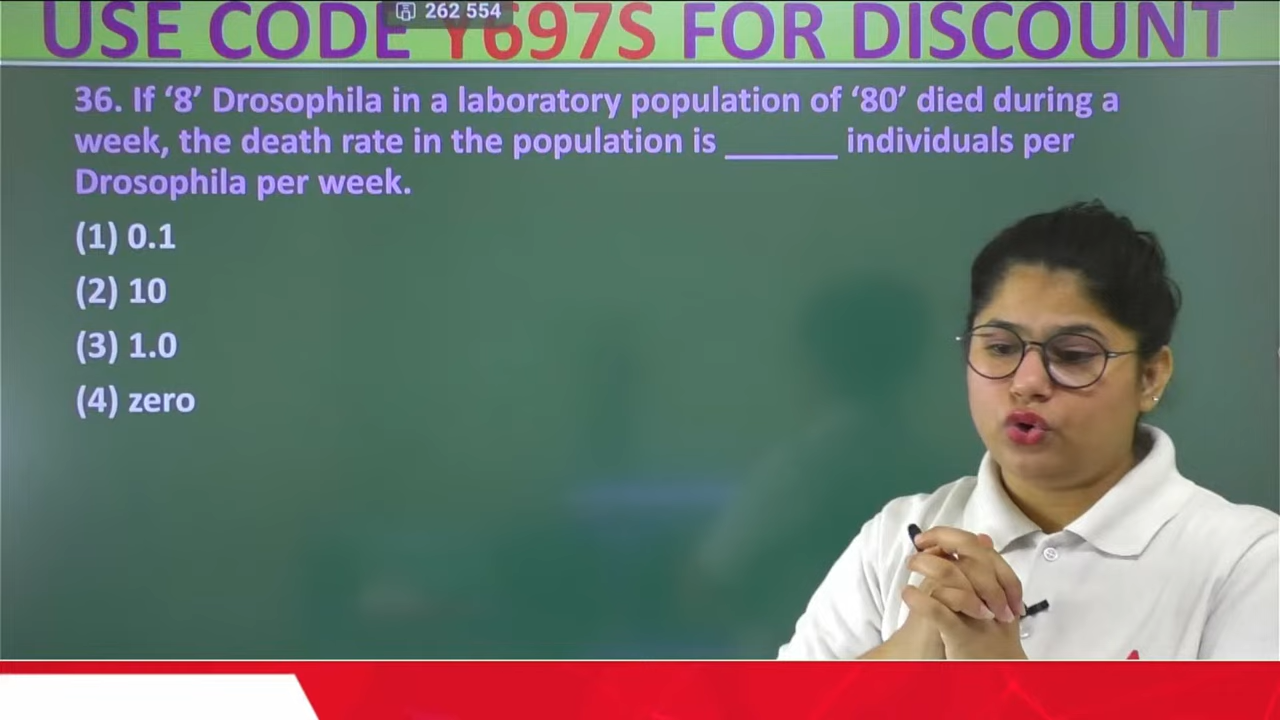 USE CODE Y697S FOR DISCOUNT
262 554
36. If ‘8’ Drosophila in a laboratory population of ‘80’ died during a
week, the death rate in the population is ______ individuals per
Drosophila per week.
(1) 0.1
(2) 10
(3) 1.0
(4) zero